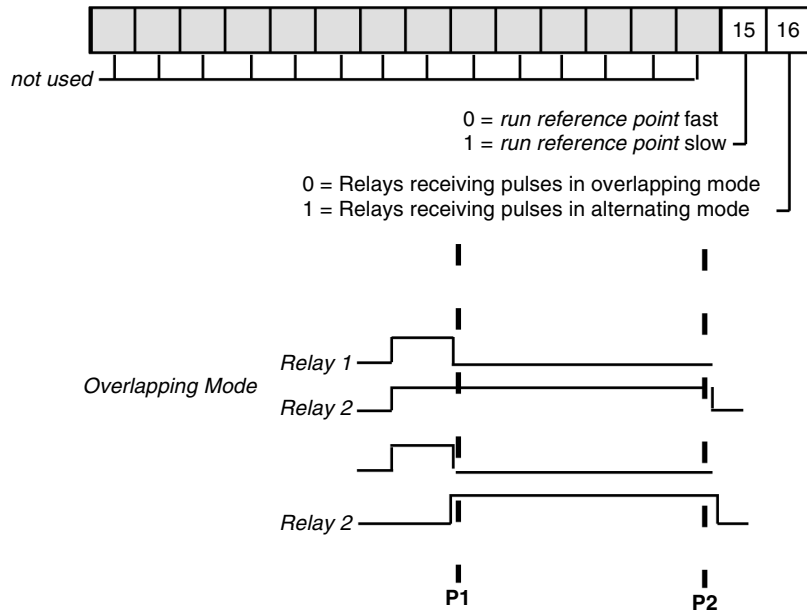 15 16
not used
0 = run reference point fast
1 = run reference point slow
0 = Relays receiving pulses in overlapping mode
1 = Relays receiving pulses in alternating mode
Relay 1
Overlapping Mode
Relay 2
Relay 2
P1 P2